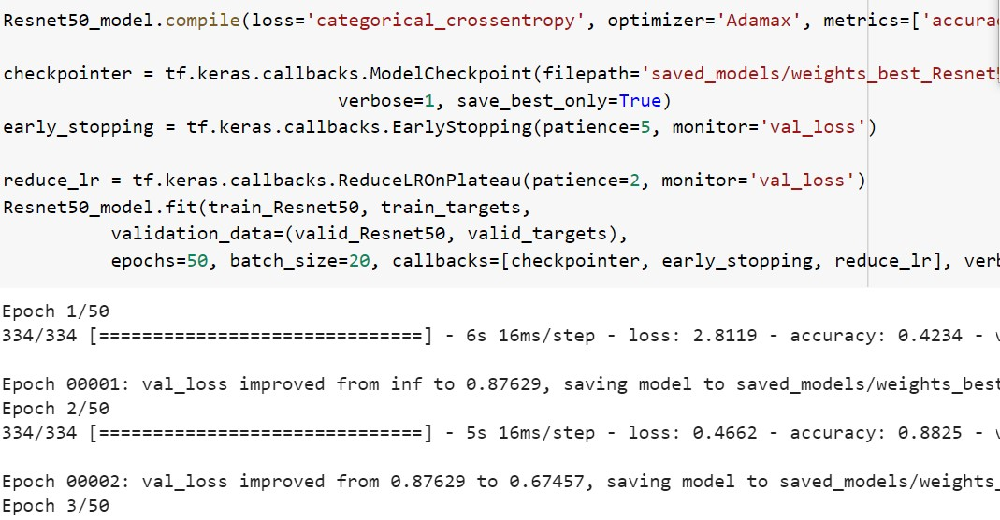 Resnet50_model.compile(loss='categorical_crossentropy', optimizer='Adamax', metrics=['accura
checkpointer = tf.keras.callbacks.ModelCheckpoint(filepath='saved_models/weights_best_Resnet
verbose=1, save_best_only=True)
early_stopping = tf.keras.callbacks.EarlyStopping(patience=5, monitor='val_loss')
reduce_lr = tf.keras.callbacks.ReduceLROnPlateau(patience=2, monitor='val_loss')
Resnet50_model.fit(train_Resnet50, train_targets,
validation_data=(valid_Resnet50, valid_targets),
epochs=50, batch_size=20, callbacks=[checkpointer, early_stopping, reduce_lr], verb
Epoch 1/50
334/334 [==============================] - 6s 16ms/step - loss: 2.8119 - accuracy: 0.4234 -
Epoch 00001: val_loss improved from inf to 0.87629, saving model to saved_models/weights_best
Epoch 2/50
334/334 [==============================] - 5s 16ms/step - loss: 0.4662 - accuracy: 0.8825 -
Epoch 00002: val_loss improved from 0.87629 to 0.67457, saving model to saved_models/weights_
Epoch 3/50